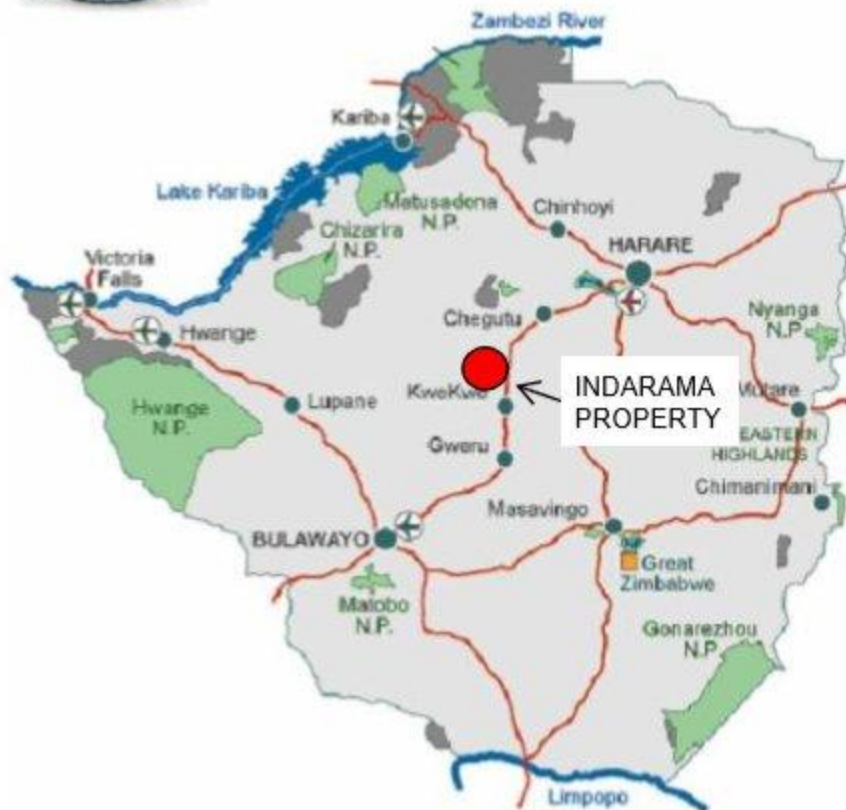 Zambezi River
Kariba
Lake Kariba
Matusadona
N.P.
Chinhoyi
Chizarira
N.P.
HARARE
Victoria
Falls
Chegutu
Nyanga
N.P.
Hwange
KweKwe
INDARAMA
PROPERTY
Mutare
Lupane
Hwange
N.P.
EASTERN
HIGHLANDS
Gweru
Chimanimani
Masavingo
BULAWAYO
Great
Zimbabwe
Matobo
N.P.
Gonarezhou
N.P.
Limpopo